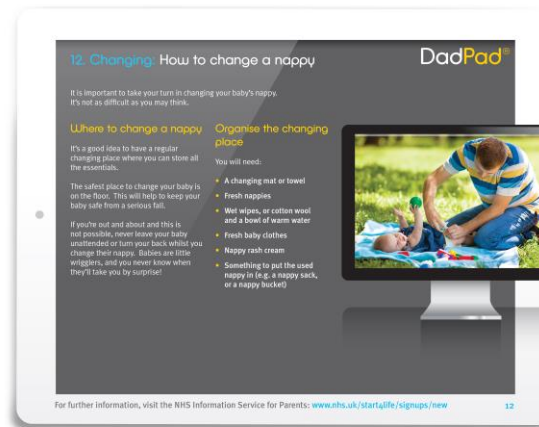 12. Changing: How to change a nappy
DadPad®
It is important to take your turn in changing your baby's nappy.
It's not as difficult as you may think.
Where to change a nappy
It's a good idea to have a regular
changing place where you can store all
the essentials.
The safest place to change your baby is
on the floor. This will help to keep your
baby safe from a serious fall.
If you're out and about and this is
not possible, never leave your baby
unattended or turn your back whilst you
change their nappy. Babies are little
wrigglers, and you never know when
they'll take you by surprise!
Organise the changing
place
You will need:
• A changing mat or towel
• Fresh nappies
• Wet wipes, or cotton wool
and a bowl of warm water
• Fresh baby clothes
• Nappy rash cream
• Something to put the used
nappy in (e.g. a nappy sack,
or a nappy bucket)
For further information, visit the NHS Information Service for Parents: www.nhs.uk/start4life/signups/new
12